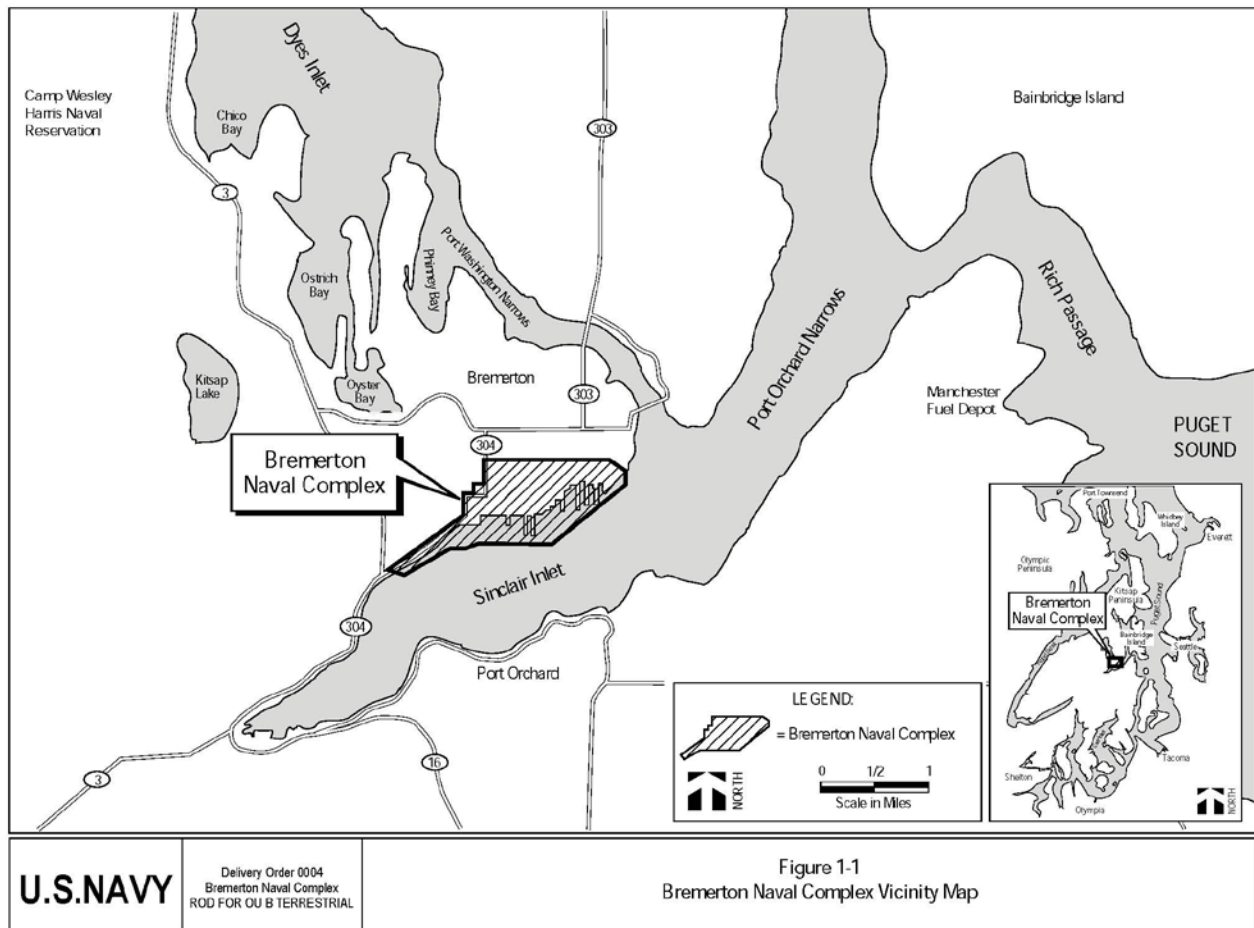 Dyes Inlet
Camp Wesley
Harris Naval
Reservation
Chico
Bay
303
Bainbridge Island
3
Port Washington Narrows
Ostrich
Bay
Phinney Bay
Rich Passage
Port Orchard Narrows
Kitsap
Lake
Oyster
Bay
Bremerton
303
Manchester
Fuel Depot
PUGET
SOUND
304
Bremerton
Naval Complex
Sinclair Inlet
304
Port Orchard
3
16
LEGEND:
= Bremerton Naval Complex
NORTH
0 1/2 1
Scale in Miles
Port Townsend
Whidbey
Island
Everett
Olympic
Peninsula
Kitsap
Peninsula
Puget Sound
Bremerton
Naval Complex
Bainbridge
Island
Seattle
Tacoma
Shelton
Olympia
NORTH
U.S.NAVY
Delivery Order 0004
Bremerton Naval Complex
ROD FOR OU B TERRESTRIAL
Figure 1-1
Bremerton Naval Complex Vicinity Map